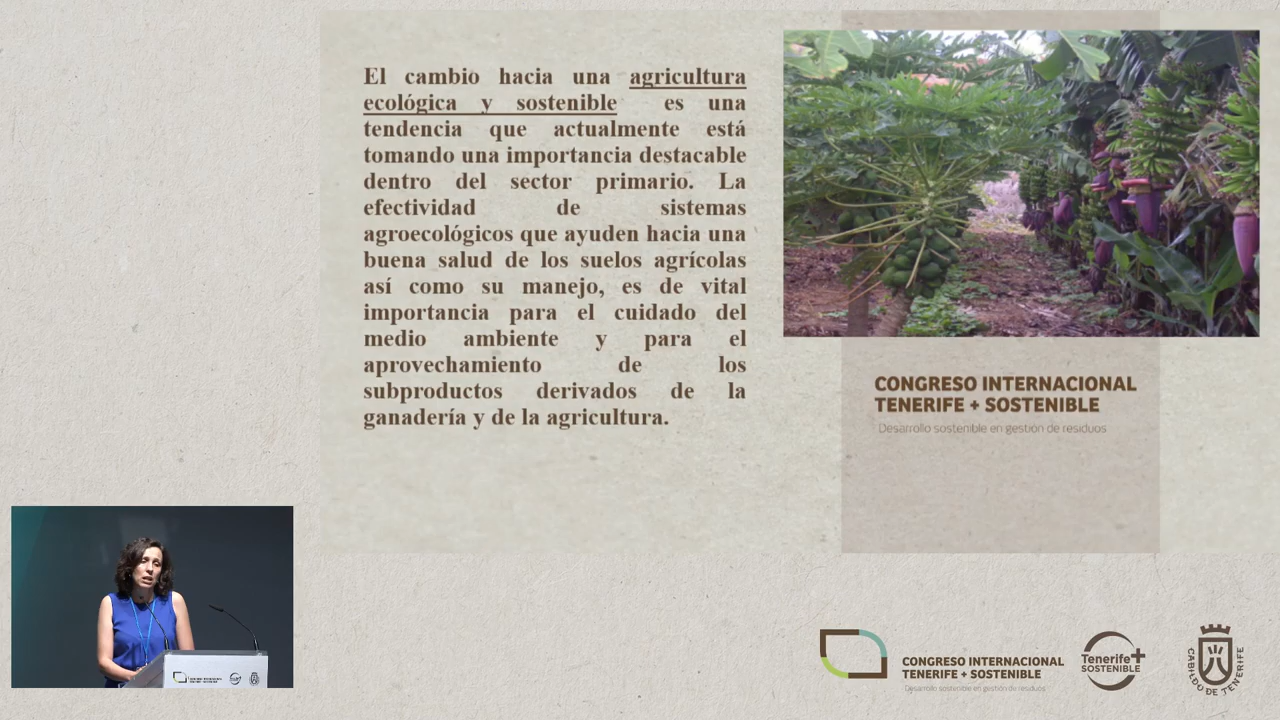 El cambio hacia una agricultura
ecológica y sostenible es una
tendencia que actualmente está
tomando una importancia destacable
dentro del sector primario. La
efectividad de sistemas
agroecológicos que ayuden hacia una
buena salud de los suelos agrícolas
así como su manejo, es de vital
importancia para el cuidado del
medio ambiente y para el
aprovechamiento de los
subproductos derivados de la
ganadería y de la agricultura.
CONGRESO INTERNACIONAL
TENERIFE + SOSTENIBLE
Desarrollo sostenible en gestión de residuos
CONGRESO INTERNACIONAL
TENERIFE + SOSTENIBLE
Desarrollo sostenible en gestión de residuos
Tenerife+
SOSTENIBLE
CABILDO DE TENERIFE